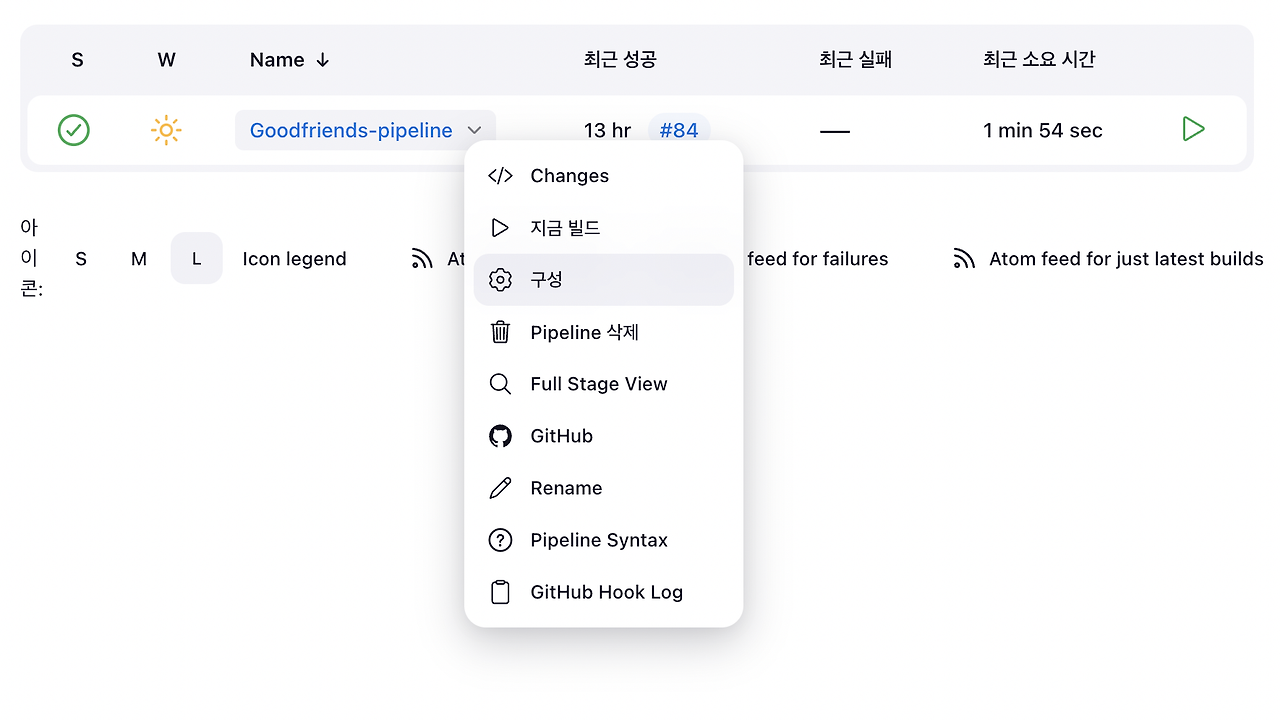 S W Name ↓ 최근 성공 최근 실패 최근 소요 시간
Goodfriends-pipeline 13 hr #84 — 1 min 54 sec
Changes
지금 빌드
구성
Pipeline 삭제
Full Stage View
GitHub
Rename
Pipeline Syntax
GitHub Hook Log
아
이
콘:
S M L Icon legend At feed for failures Atom feed for just latest builds